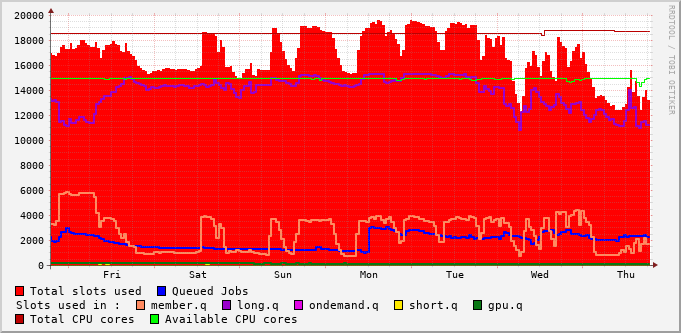 20000
18000
16000
14000
12000
10000
8000
6000
4000
2000
0
Fri Sat Sun Mon Tue Wed Thu
Total slots used Queued Jobs
Slots used in : member.q long.q ondemand.q short.q gpu.q
Total CPU cores Available CPU cores
RRDTOOL / TOBI OETIKER